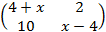 (4 + x 2
10 x − 4)